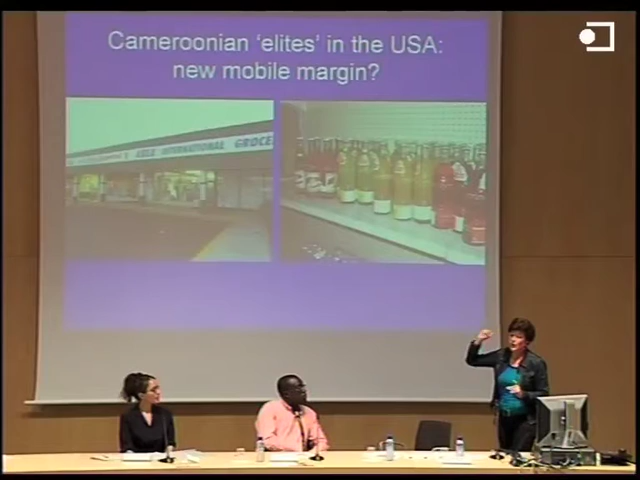 Cameroonian 'elites' in the USA:
new mobile margin?
INTERNATIONAL GROCE